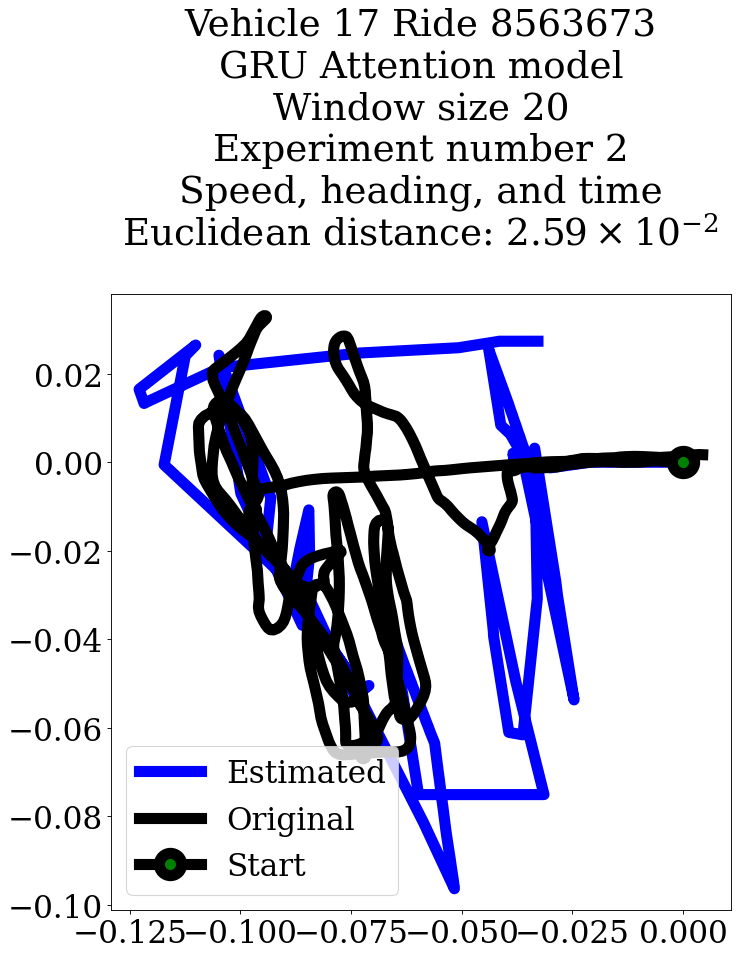 Vehicle 17 Ride 8563673
GRU Attention model
Window size 20
Experiment number 2
Speed, heading, and time
Euclidean distance: 2.59 × 10⁻²
0.02
0.00
−0.02
−0.04
−0.06
−0.08
−0.10
Estimated
Original
Start
−0.125 −0.100 −0.075 −0.050 −0.025 0.000